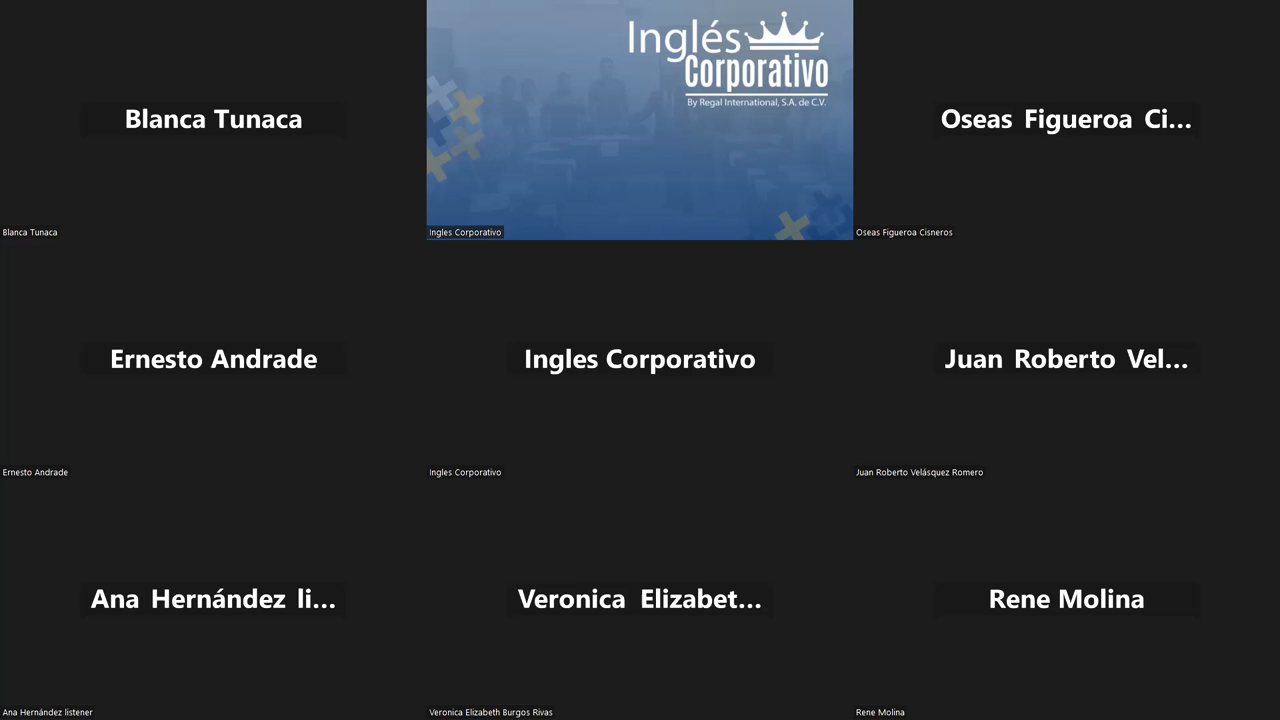 Blanca Tunaca
Inglés
Corporativo
By Regal International, S.A. de C.V.
Oseas Figueroa Ci...
Blanca Tunaca
Ingles Corporativo
Oseas Figueroa Cisneros
Ernesto Andrade
Ingles Corporativo
Juan Roberto Vel...
Ernesto Andrade
Ingles Corporativo
Juan Roberto Velásquez Romero
Ana Hernández li...
Veronica Elizabet...
Rene Molina
Ana Hernández listener
Veronica Elizabeth Burgos Rivas
Rene Molina